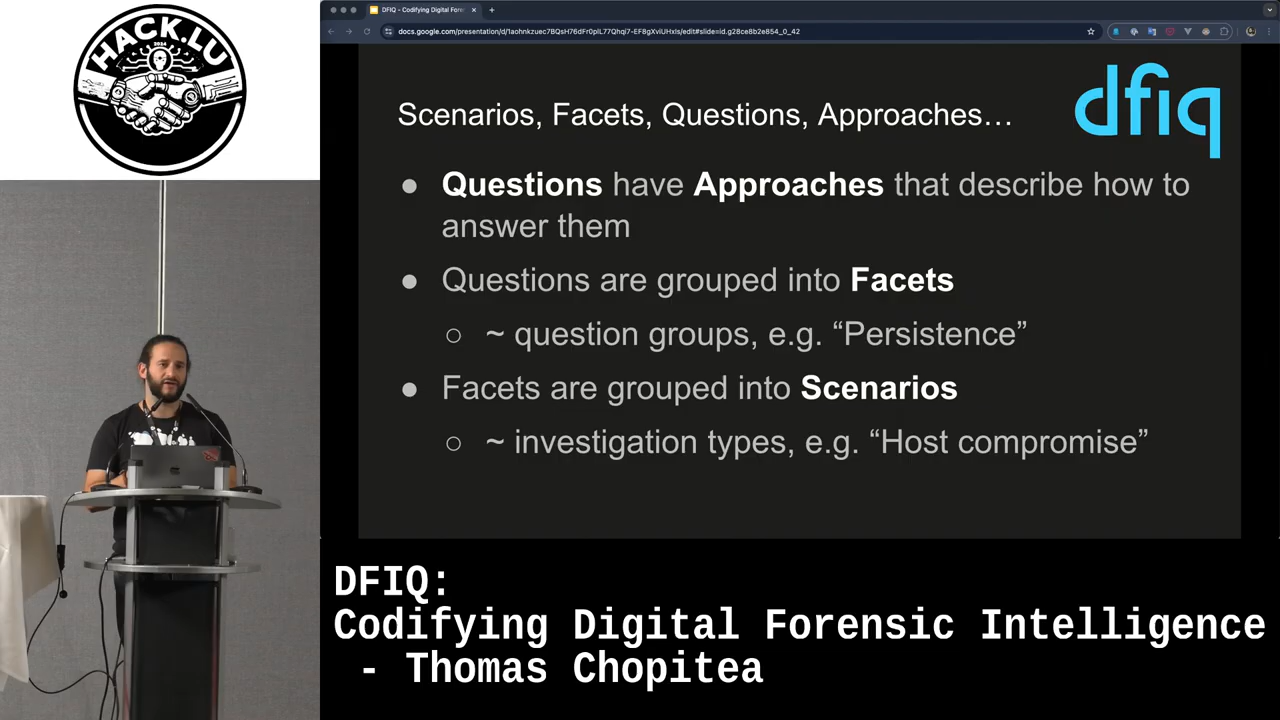 HACK.LU
2024
DFIQ - Codifying Digital Foren
docs.google.com/presentation/d/1aohnkzuec7BQsH76dFr0pIL77Qhqi7-EF8gXviUHxis/edit#slide=id.g28ce8b2e854_0_42
dfiq
Scenarios, Facets, Questions, Approaches…
● Questions have Approaches that describe how to
answer them
● Questions are grouped into Facets
○ ~ question groups, e.g. “Persistence”
● Facets are grouped into Scenarios
○ ~ investigation types, e.g. “Host compromise”
DFIQ:
Codifying Digital Forensic Intelligence
- Thomas Chopitea